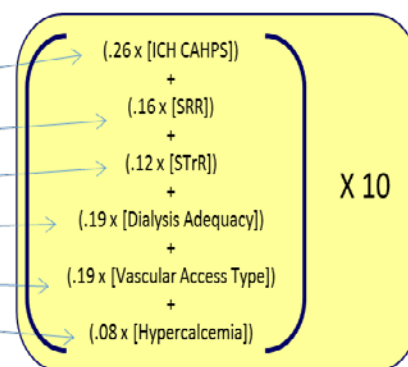 (.26 x [ICH CAHPS])
+
(.16 x [SRR])
+
(.12 x [STrR])
+
(.19 x [Dialysis Adequacy])
+
(.19 x [Vascular Access Type])
+
(.08 x [Hypercalcemia])
X 10